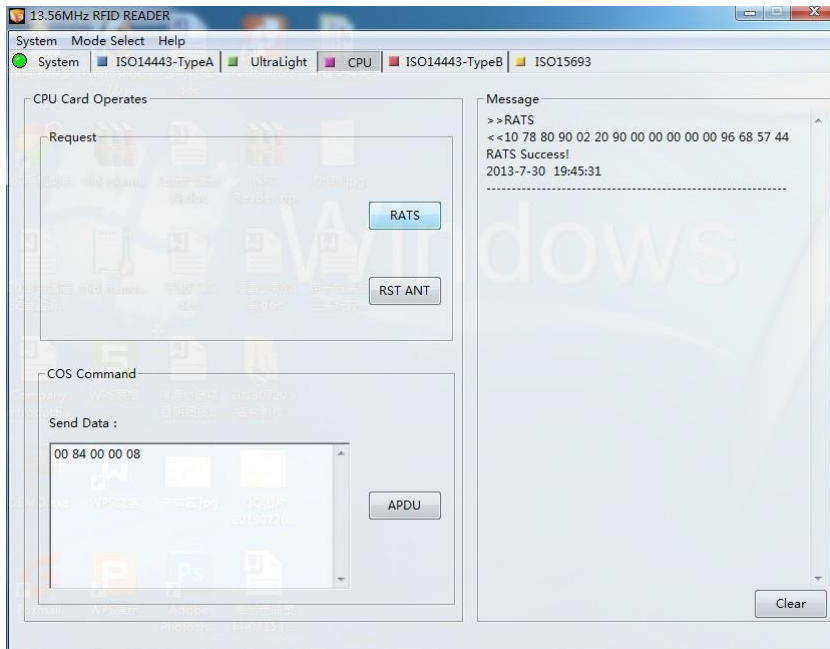 13.56MHz RFID READER
System Mode Select Help
System ISO14443-TypeA UltraLight CPU ISO14443-TypeB ISO15693
CPU Card Operates
Request
RATS
RST ANT
COS Command
Send Data :
00 84 00 00 08
APDU
Message
>>RATS
<<10 78 80 90 02 20 90 00 00 00 00 00 96 68 57 44
RATS Success!
2013-7-30 19:45:31
------------------------------------------------------------
Clear
Windows